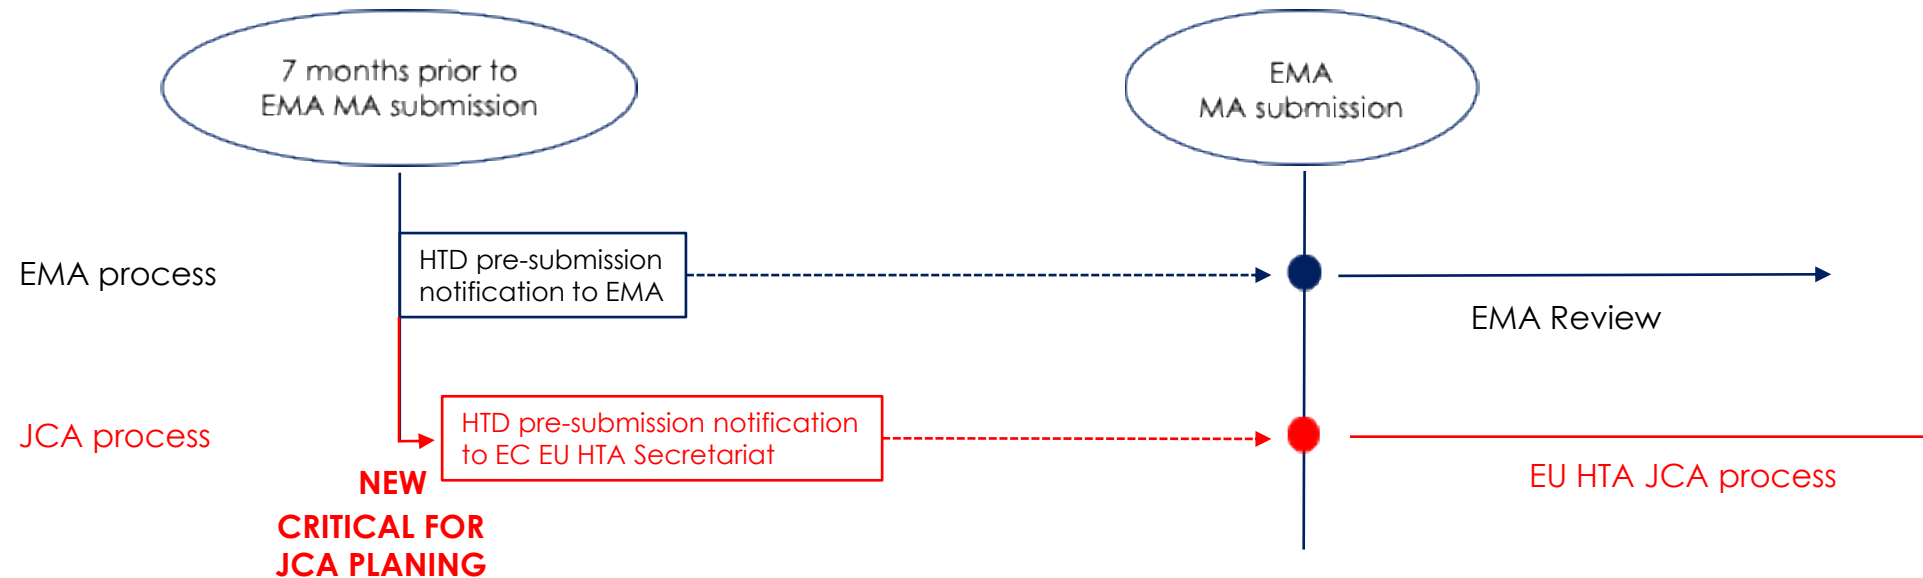 7 months prior to
EMA MA submission
EMA
MA submission
EMA process
HTD pre-submission
notification to EMA
EMA Review
JCA process
HTD pre-submission notification
to EC EU HTA Secretariat
EU HTA JCA process
NEW
CRITICAL FOR
JCA PLANING